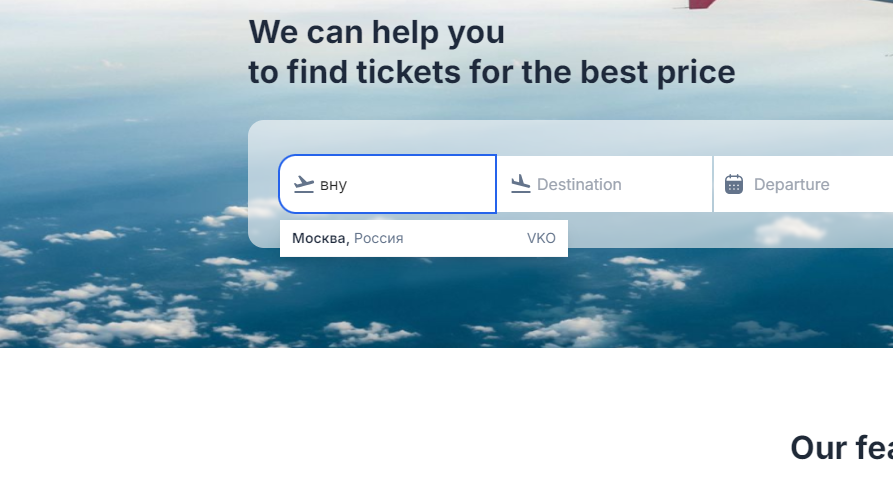 We can help you
to find tickets for the best price
вну
Destination
Departure
Москва, Россия VKO
Our fea